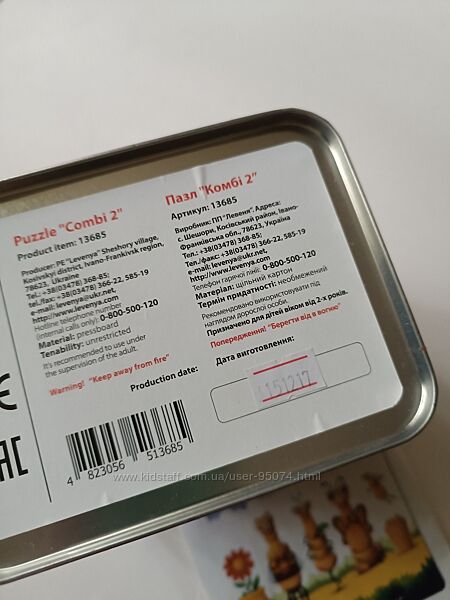 Puzzle "Combi 2"
Product item: 13685
Producer: PE "Levenya" Sheshory village,
Kosivskyi district, Ivano-Frankivsk region,
78623, Ukraine
Tel.: +38(03478) 368-85;
tel./fax: +38(03478) 366-22, 585-19
e-mail: levenya@ukr.net,
http://www.levenya.com
Hotline telephone number
(internal calls only) 0-800-500-120
Material: pressboard
Tenability: unrestricted
It's recommended to use under
the supervision of the adult.
Warning! "Keep away from fire"
Production date:
4 823056 513685
Пазл "Комбі 2"
Артикул: 13685
Виробник: ПП "Левеня". Адреса:
с. Шешори, Косівський район, Івано-
Франківська обл., 78623, Україна
Тел.: +38(03478) 368-85;
Тел./факс: +38(03478) 366-22, 585-19
e-mail: levenya@ukr.net,
http://www.levenya.com
Телефон гарячої лінії: 0-800-500-120
Матеріал: щільний картон
Термін придатності: необмежений
Рекомендовано використовувати під
наглядом дорослої особи.
Призначено для дітей віком від 2-х років.
Попередження! "Берегти від вогню"
Дата виготовлення:
151217
www.kidstaff.com.ua/user-95074.html